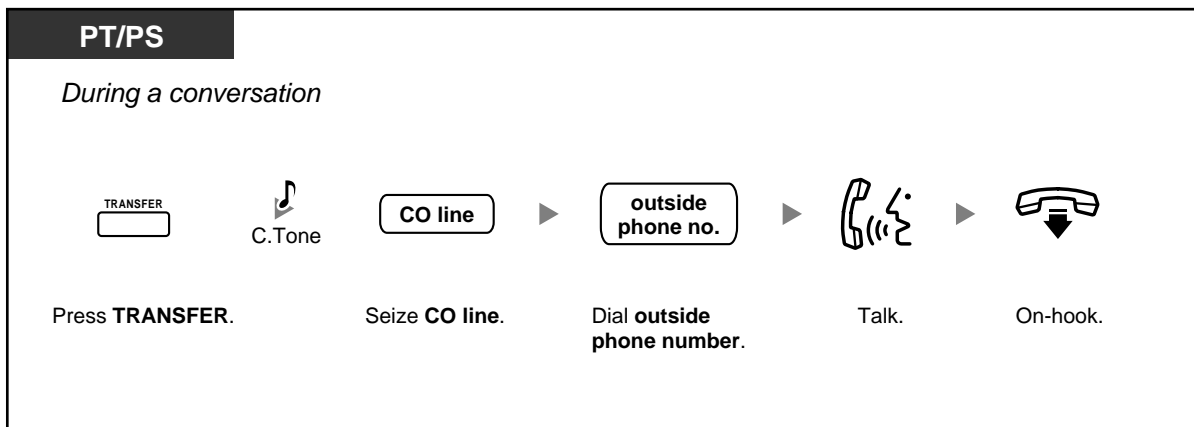 PT/PS
During a conversation
TRANSFER
C.Tone
CO line
outside
phone no.
Press TRANSFER.
Seize CO line.
Dial outside
phone number.
Talk.
On-hook.